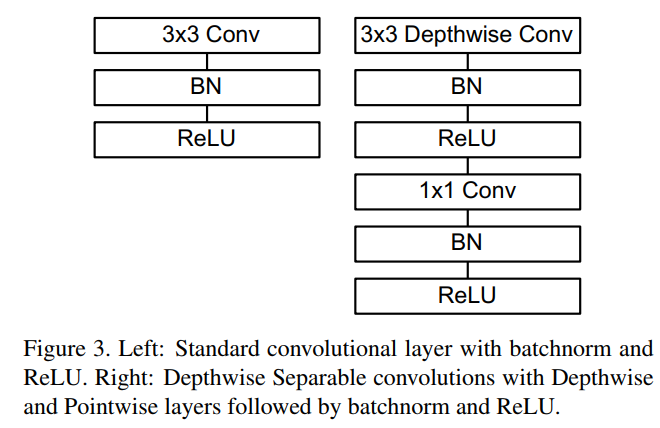 3x3 Conv
BN
ReLU
3x3 Depthwise Conv
BN
ReLU
1x1 Conv
BN
ReLU
Figure 3. Left: Standard convolutional layer with batchnorm and
ReLU. Right: Depthwise Separable convolutions with Depthwise
and Pointwise layers followed by batchnorm and ReLU.